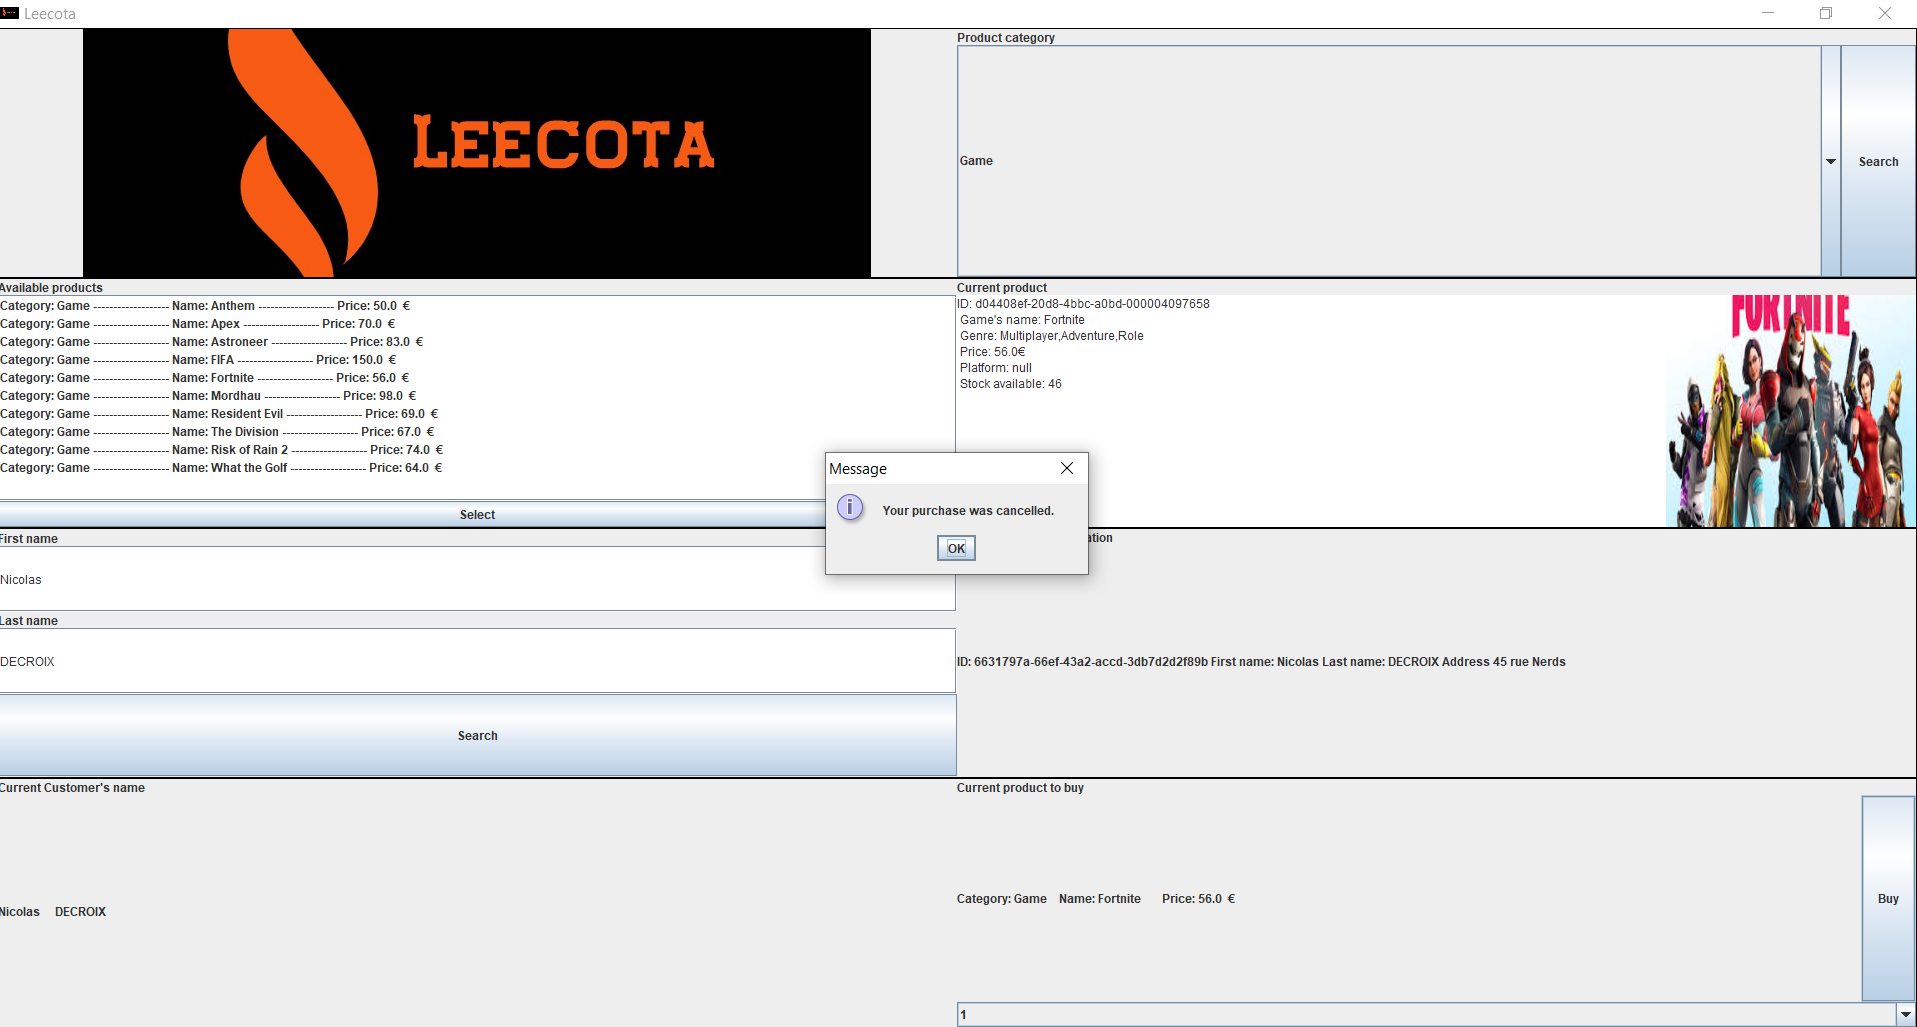 Leecota
LEECOTA
Product category
Game
Search
Available products
Category: Game ------------------- Name: Anthem ------------------- Price: 50.0 €
Category: Game ------------------- Name: Apex ------------------- Price: 70.0 €
Category: Game ------------------- Name: Astroneer ------------------- Price: 83.0 €
Category: Game ------------------- Name: FIFA ------------------- Price: 150.0 €
Category: Game ------------------- Name: Fortnite ------------------- Price: 56.0 €
Category: Game ------------------- Name: Mordhau ------------------- Price: 98.0 €
Category: Game ------------------- Name: Resident Evil ------------------- Price: 69.0 €
Category: Game ------------------- Name: The Division ------------------- Price: 67.0 €
Category: Game ------------------- Name: Risk of Rain 2 ------------------- Price: 74.0 €
Category: Game ------------------- Name: What the Golf ------------------- Price: 64.0 €
Select
Current product
ID: d04408ef-20d8-4bbc-a0bd-000004097658
Game's name: Fortnite
Genre: Multiplayer,Adventure,Role
Price: 56.0€
Platform: null
Stock available: 46
FORTNITE
Message
Your purchase was cancelled.
OK
First name
Nicolas
Last name
DECROIX
Search
ation
ID: 6631797a-66ef-43a2-accd-3db7d2d2f89b First name: Nicolas Last name: DECROIX Address 45 rue Nerds
Current Customer's name
Nicolas DECROIX
Current product to buy
Category: Game Name: Fortnite Price: 56.0 €
Buy
1